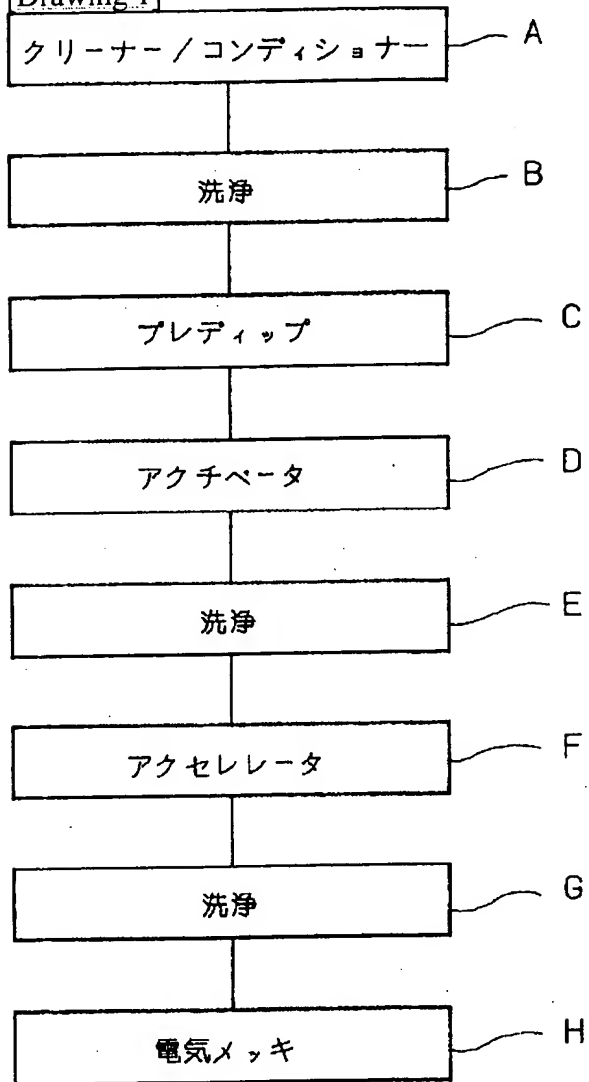 Drawing 1
クリーナー/コンディショナー A
洗浄 B
プレディップ C
アクチベータ D
洗浄 E
アクセレレータ F
洗浄 G
電気メッキ H